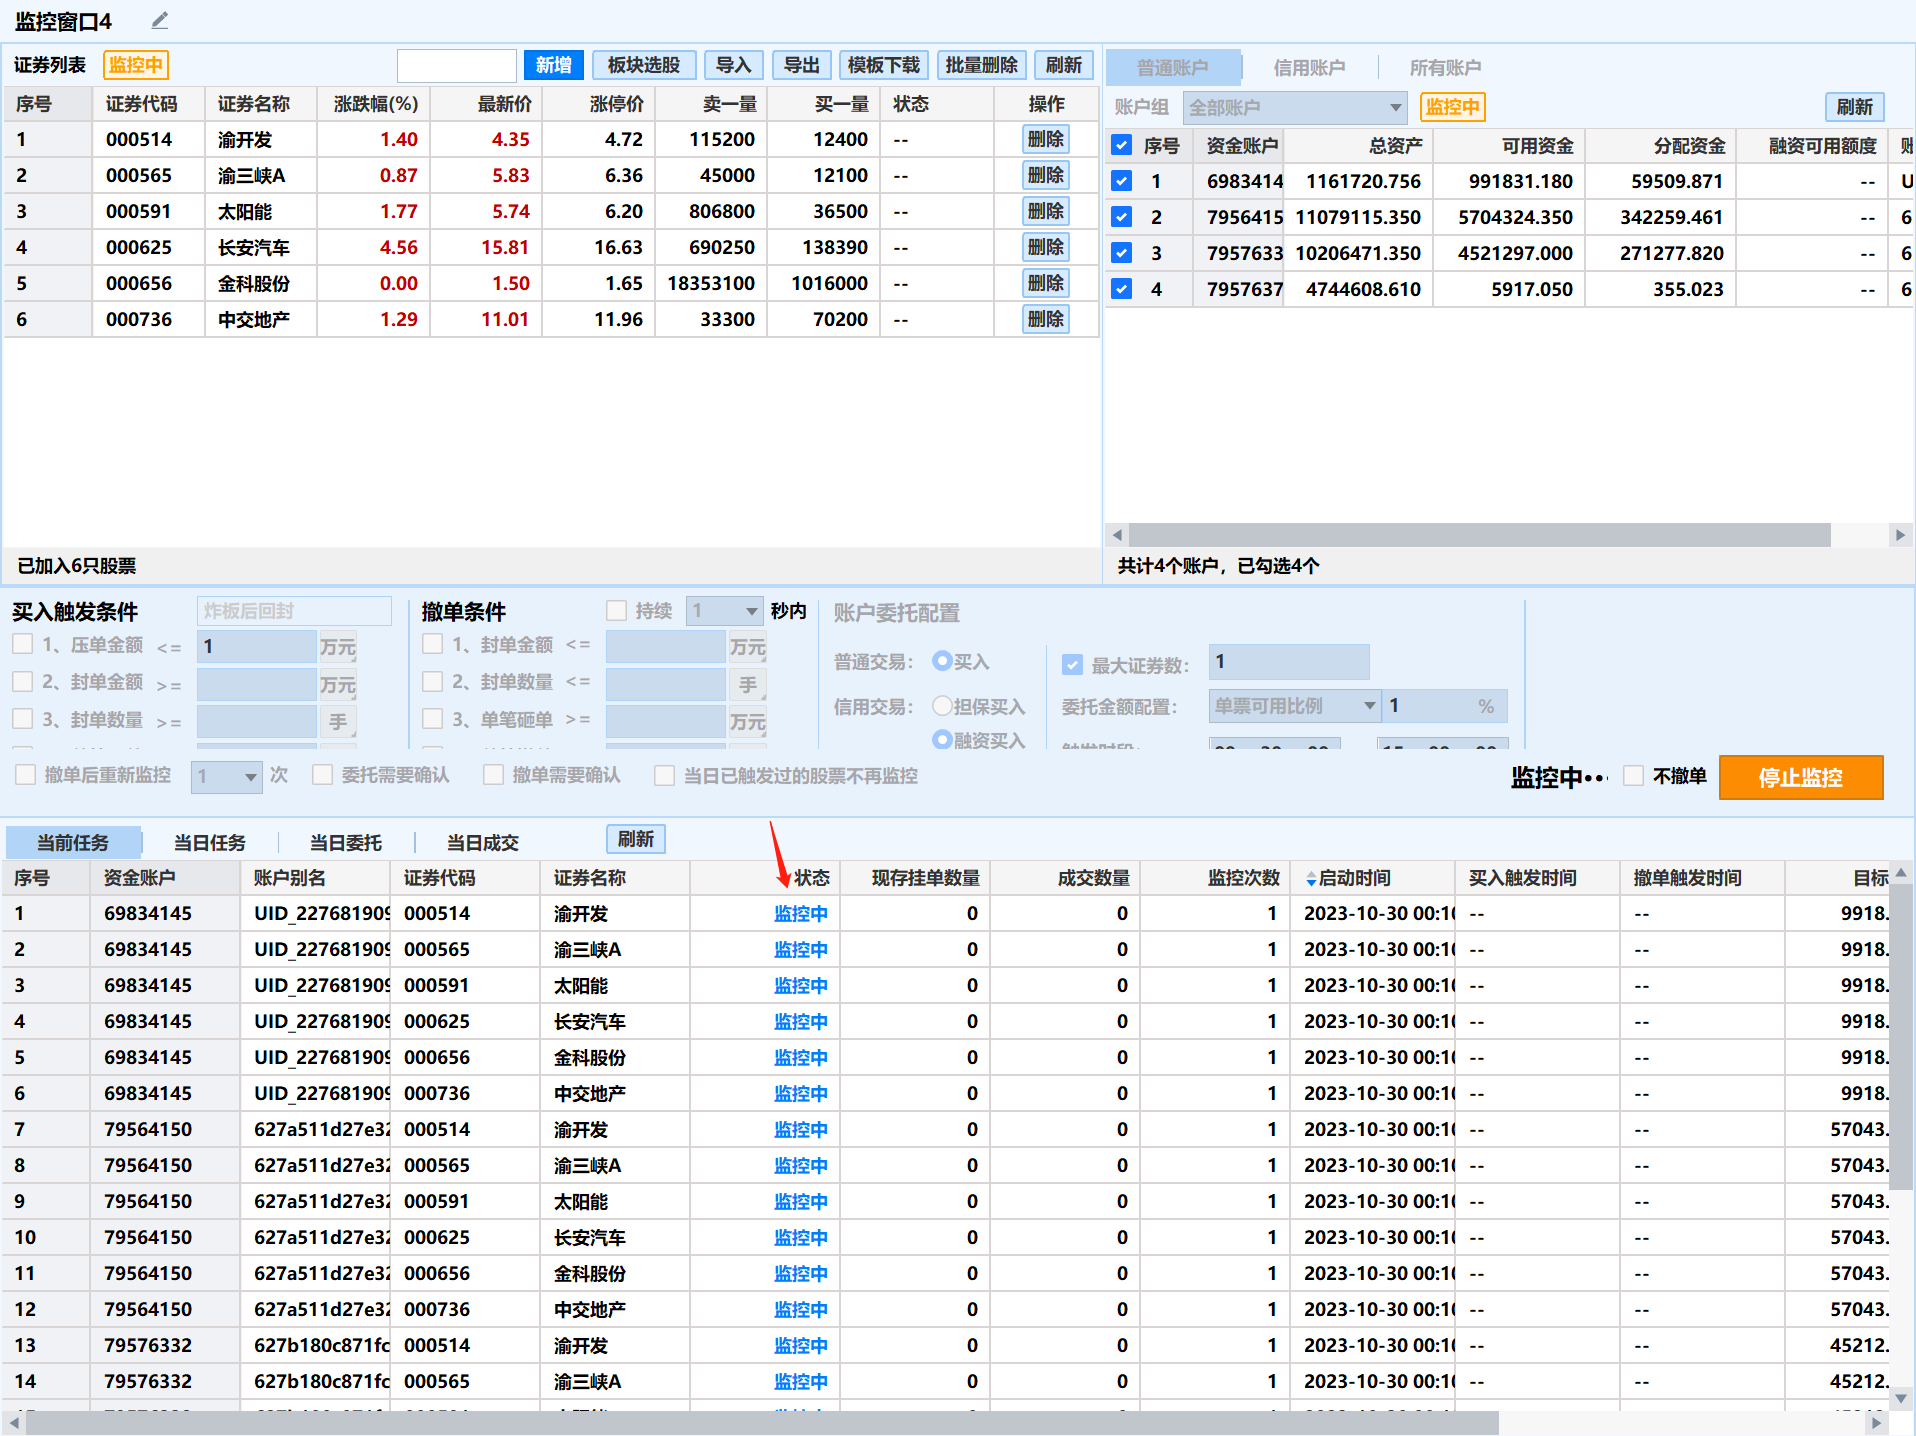 监控窗口4
证券列表 监控中 新增 板块选股 导入 导出 模板下载 批量删除 刷新
序号 证券代码 证券名称 涨跌幅(%) 最新价 涨停价 卖一量 买一量 状态 操作
1 000514 渝开发 1.40 4.35 4.72 115200 12400 -- 删除
2 000565 渝三峡A 0.87 5.83 6.36 45000 12100 -- 删除
3 000591 太阳能 1.77 5.74 6.20 806800 36500 -- 删除
4 000625 长安汽车 4.56 15.81 16.63 690250 138390 -- 删除
5 000656 金科股份 0.00 1.50 1.65 18353100 1016000 -- 删除
6 000736 中交地产 1.29 11.01 11.96 33300 70200 -- 删除
已加入6只股票
普通账户 信用账户 所有账户
账户组 全部账户 监控中 刷新
序号 资金账户 总资产 可用资金 分配资金 融资可用额度 账
1 6983414 1161720.756 991831.180 59509.871 -- U
2 7956415 11079115.350 5704324.350 342259.461 -- 6
3 7957633 10206471.350 4521297.000 271277.820 -- 6
4 7957637 4744608.610 5917.050 355.023 -- 6
共计4个账户，已勾选4个
买入触发条件 炸板后回封
1、压单金额 <= 1 万元
2、封单金额 >= 万元
3、封单数量 >= 手
撤单条件 持续 1 秒内
1、封单金额 <= 万元
2、封单数量 <= 手
3、单笔砸单 >= 万元
账户委托配置
普通交易： 买入
信用交易： 担保买入
融资买入
最大证券数： 1
委托金额配置： 单票可用比例 1 %
撤单后重新监控 1 次 委托需要确认 撤单需要确认 当日已触发过的股票不再监控 监控中••• 不撤单 停止监控
当前任务 当日任务 当日委托 当日成交 刷新
序号 资金账户 账户别名 证券代码 证券名称 状态 现存挂单数量 成交数量 监控次数 启动时间 买入触发时间 撤单触发时间 目标
1 69834145 UID_227681909 000514 渝开发 监控中 0 0 1 2023-10-30 00:10 -- -- 9918.
2 69834145 UID_227681909 000565 渝三峡A 监控中 0 0 1 2023-10-30 00:10 -- -- 9918.
3 69834145 UID_227681909 000591 太阳能 监控中 0 0 1 2023-10-30 00:10 -- -- 9918.
4 69834145 UID_227681909 000625 长安汽车 监控中 0 0 1 2023-10-30 00:10 -- -- 9918.
5 69834145 UID_227681909 000656 金科股份 监控中 0 0 1 2023-10-30 00:10 -- -- 9918.
6 69834145 UID_227681909 000736 中交地产 监控中 0 0 1 2023-10-30 00:10 -- -- 9918.
7 79564150 627a511d27e32 000514 渝开发 监控中 0 0 1 2023-10-30 00:10 -- -- 57043.
8 79564150 627a511d27e32 000565 渝三峡A 监控中 0 0 1 2023-10-30 00:10 -- -- 57043.
9 79564150 627a511d27e32 000591 太阳能 监控中 0 0 1 2023-10-30 00:10 -- -- 57043.
10 79564150 627a511d27e32 000625 长安汽车 监控中 0 0 1 2023-10-30 00:10 -- -- 57043.
11 79564150 627a511d27e32 000656 金科股份 监控中 0 0 1 2023-10-30 00:10 -- -- 57043.
12 79564150 627a511d27e32 000736 中交地产 监控中 0 0 1 2023-10-30 00:10 -- -- 57043.
13 79576332 627b180c871fc 000514 渝开发 监控中 0 0 1 2023-10-30 00:10 -- -- 45212.
14 79576332 627b180c871fc 000565 渝三峡A 监控中 0 0 1 2023-10-30 00:10 -- -- 45212.